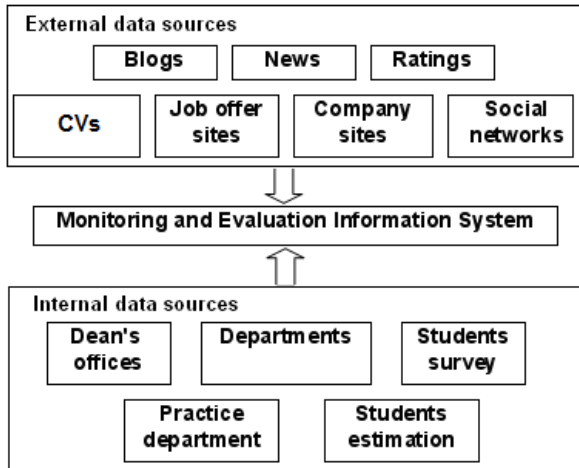 External data sources
Blogs
News
Ratings
CVs
Job offer
sites
Company
sites
Social
networks
Monitoring and Evaluation Information System
Internal data sources
Dean's
offices
Departments
Students
survey
Practice
department
Students
estimation